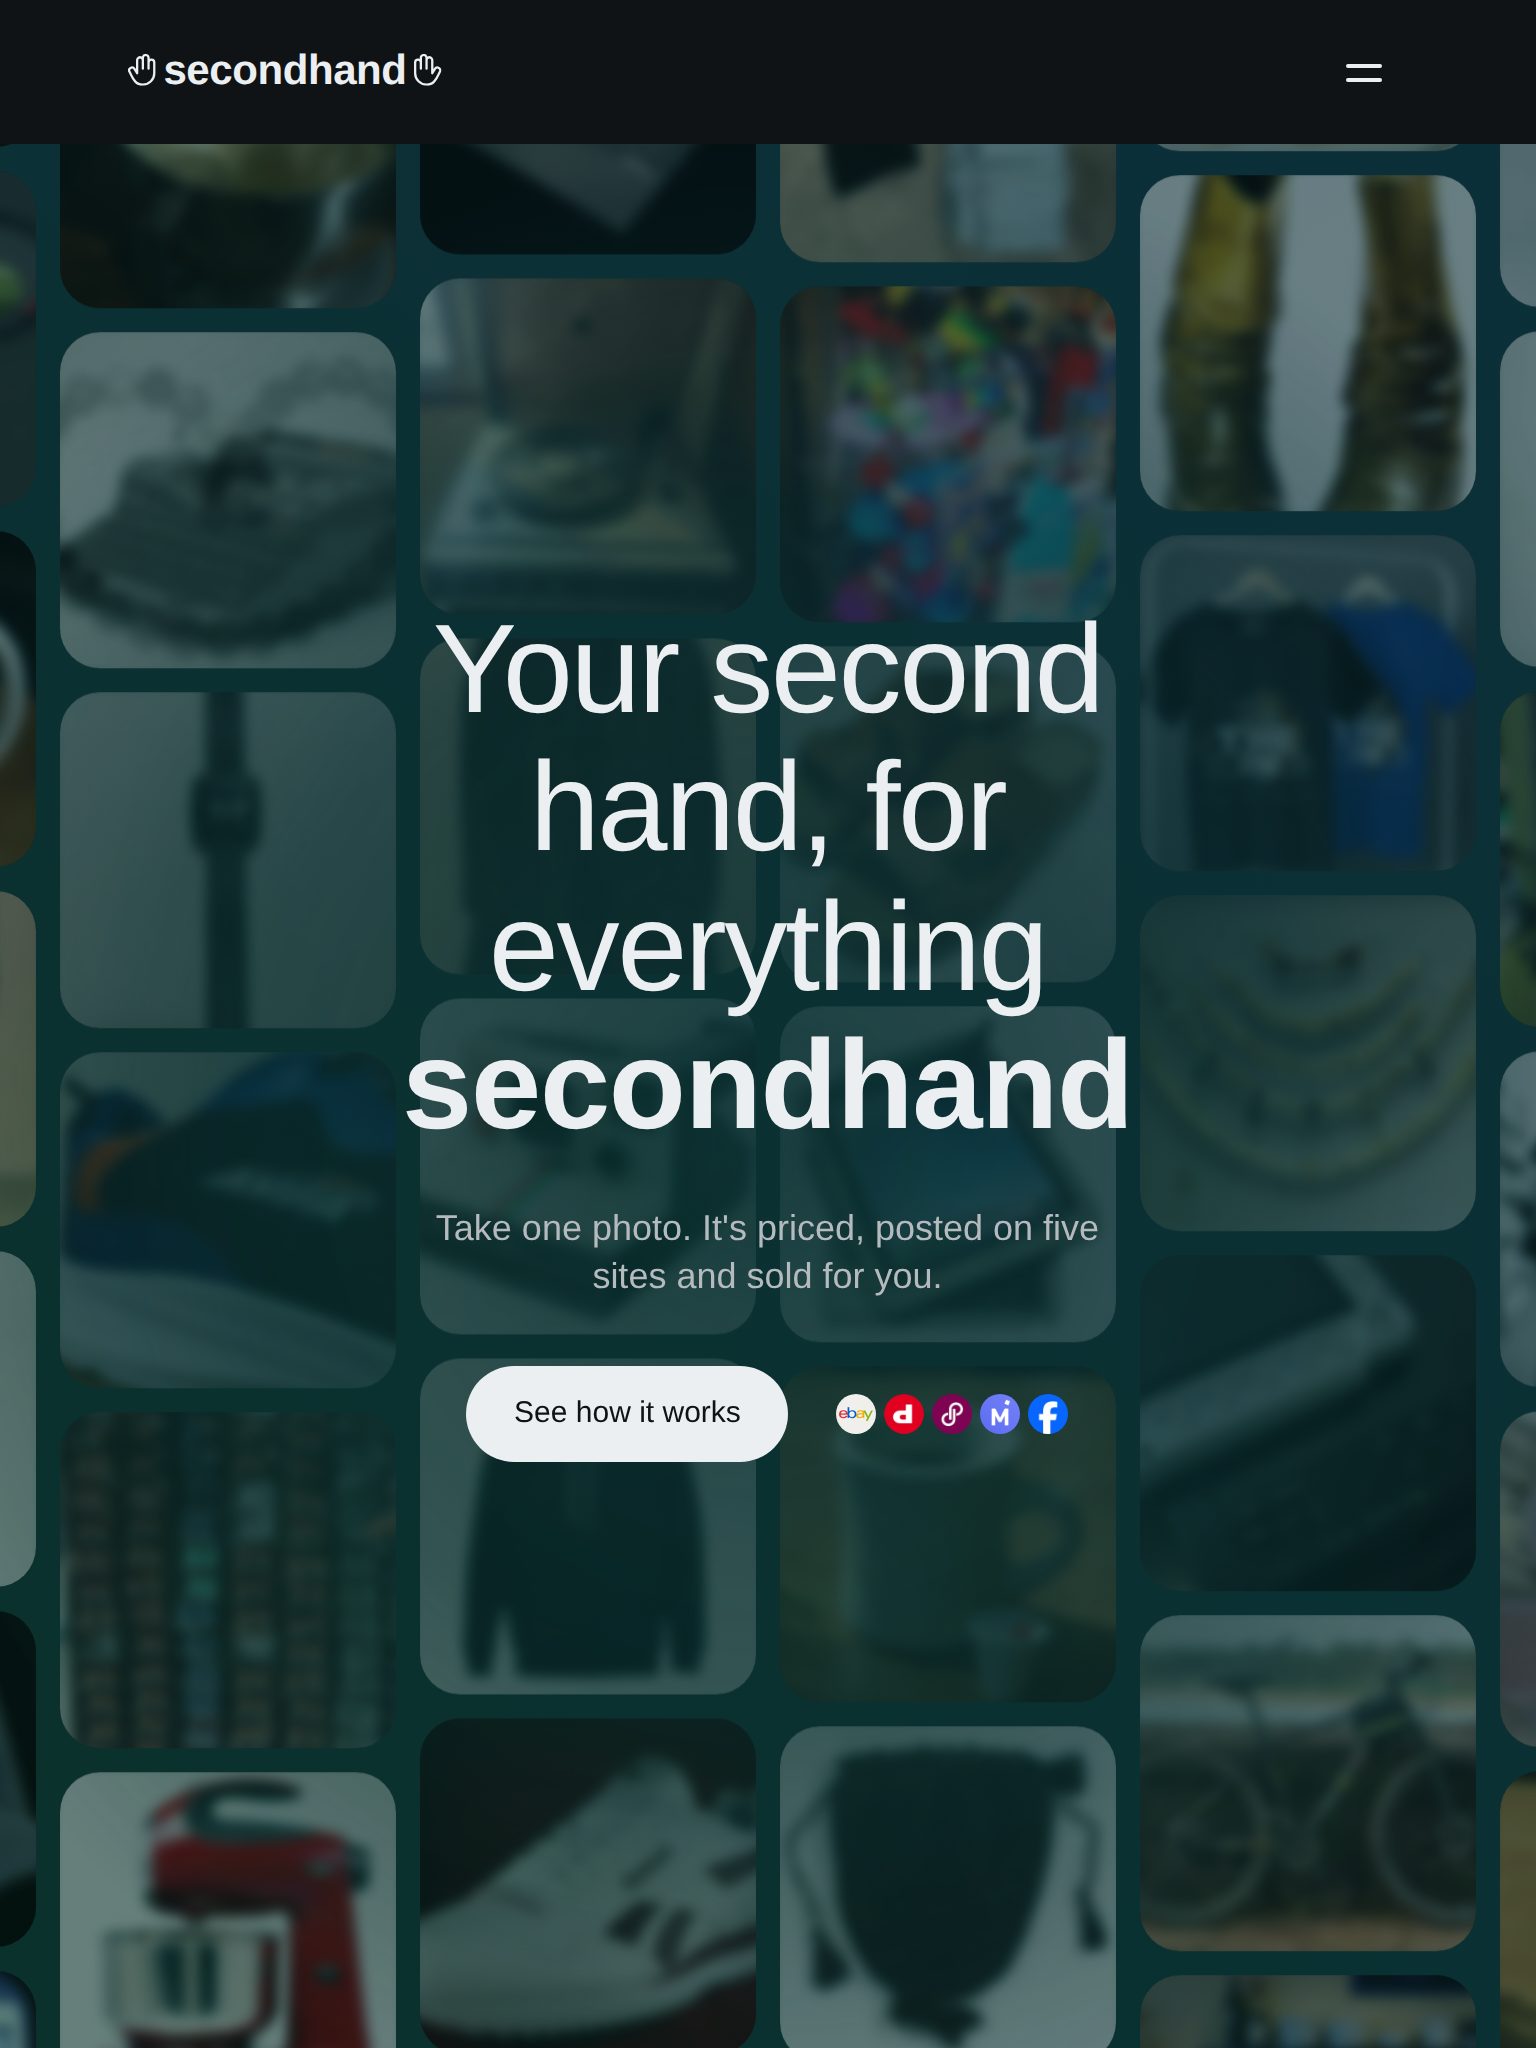 secondhand
Your second
hand, for
everything
secondhand
Take one photo. It's priced, posted on five
sites and sold for you.
See how it works
ebay